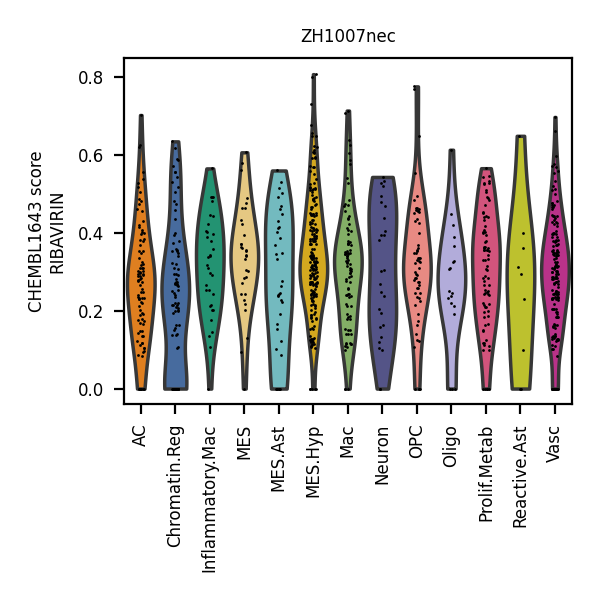 ZH1007nec
CHEMBL1643 score
RIBAVIRIN
0.8
0.6
0.4
0.2
0.0
AC
Chromatin.Reg
Inflammatory.Mac
MES
MES.Ast
MES.Hyp
Mac
Neuron
OPC
Oligo
Prolif.Metab
Reactive.Ast
Vasc